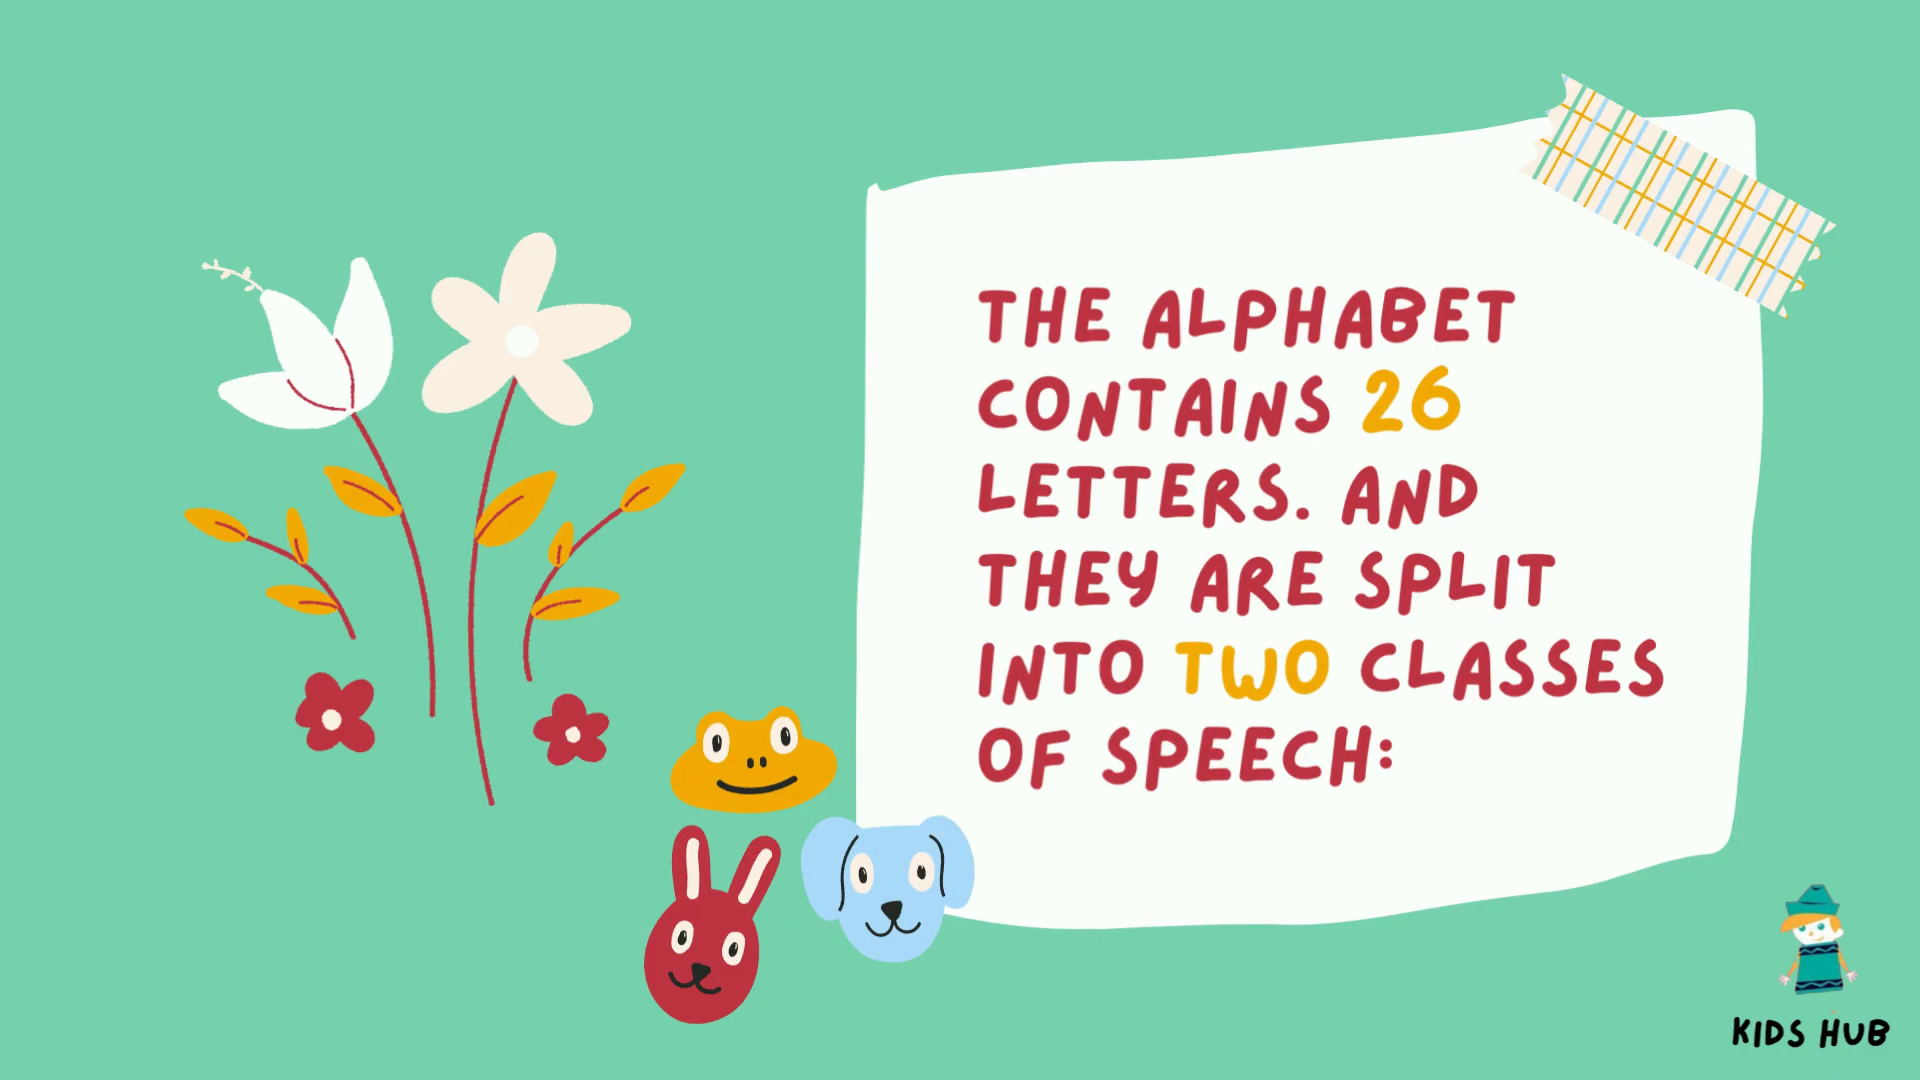 THE ALPHABET
CONTAINS 26
LETTERS. AND
THEY ARE SPLIT
INTO TWO CLASSES
OF SPEECH:
KIDS HUB